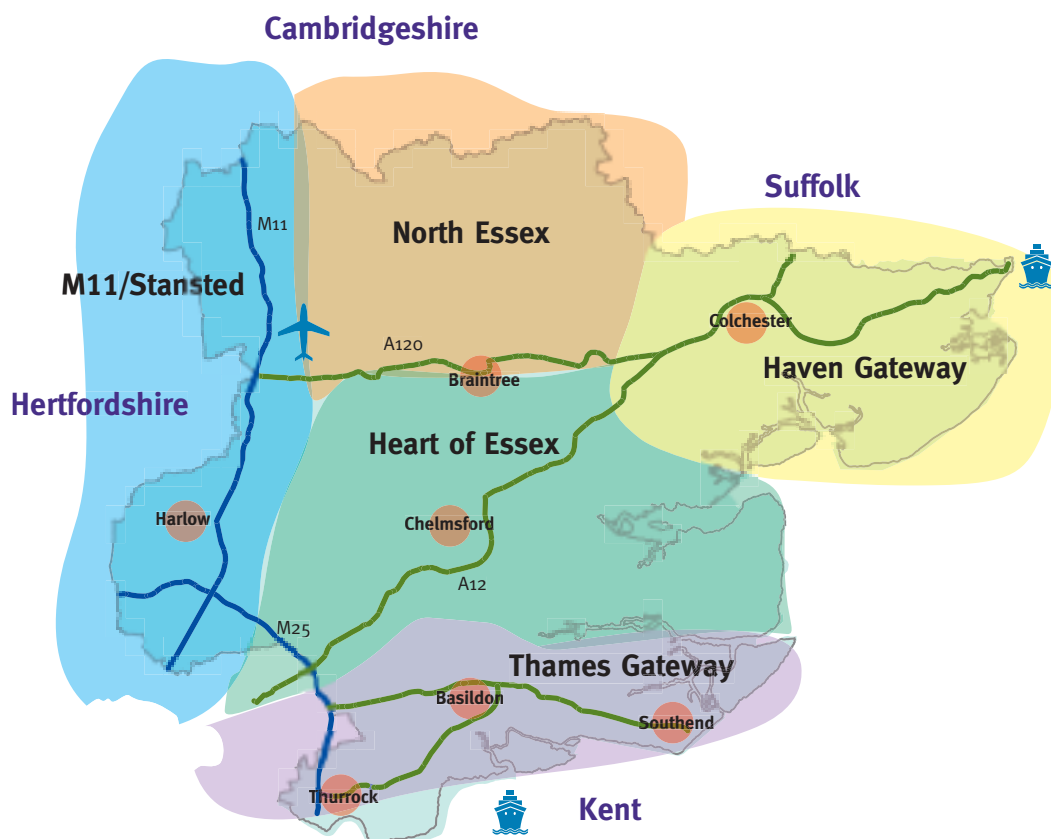 Cambridgeshire
Suffolk
M11
North Essex
M11/Stansted
Colchester
A120
Haven Gateway
Braintree
Hertfordshire
Heart of Essex
Harlow
Chelmsford
A12
M25
Thames Gateway
Basildon
Southend
Thurrock
Kent